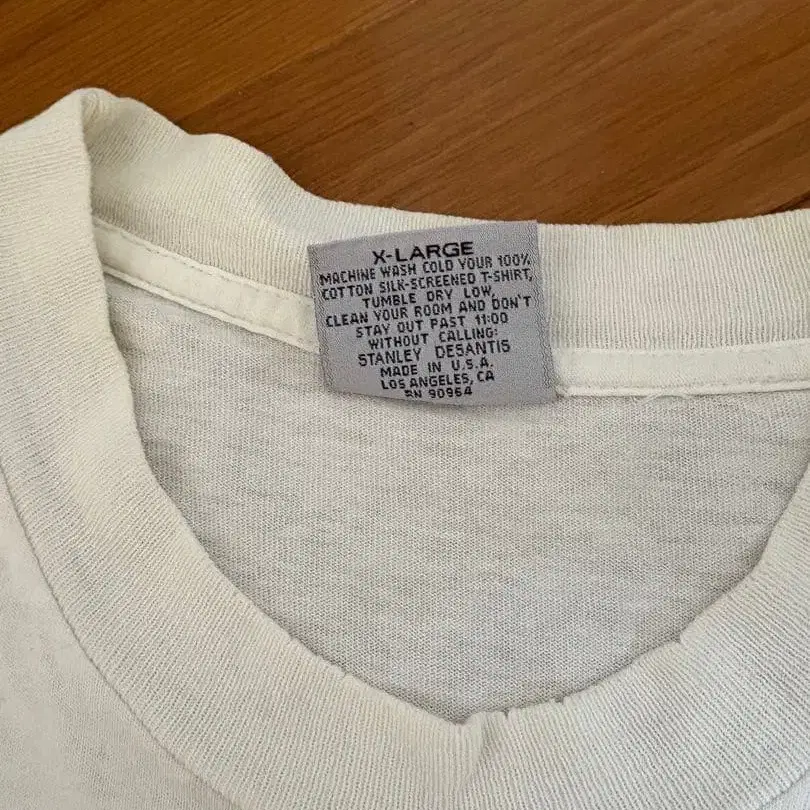 X-LARGE
MACHINE WASH COLD YOUR 100%
COTTON SILK-SCREENED T-SHIRT,
TUMBLE DRY LOW,
CLEAN YOUR ROOM AND DON'T
STAY OUT PAST 11:00
WITHOUT CALLING:
STANLEY DESANTIS
MADE IN U.S.A.
LOS ANGELES, CA
RN 90964